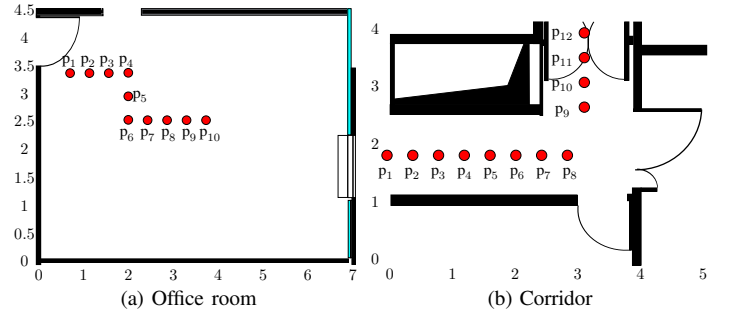 4.5
4
3.5
3
2.5
2
1.5
1
0.5
0
0 1 2 3 4 5 6 7
p1 p2 p3 p4
p5
p6 p7 p8 p9 p10
(a) Office room
4
3
2
1
0
0 1 2 3 4 5
p12
p11
p10
p9
p1 p2 p3 p4 p5 p6 p7 p8
(b) Corridor